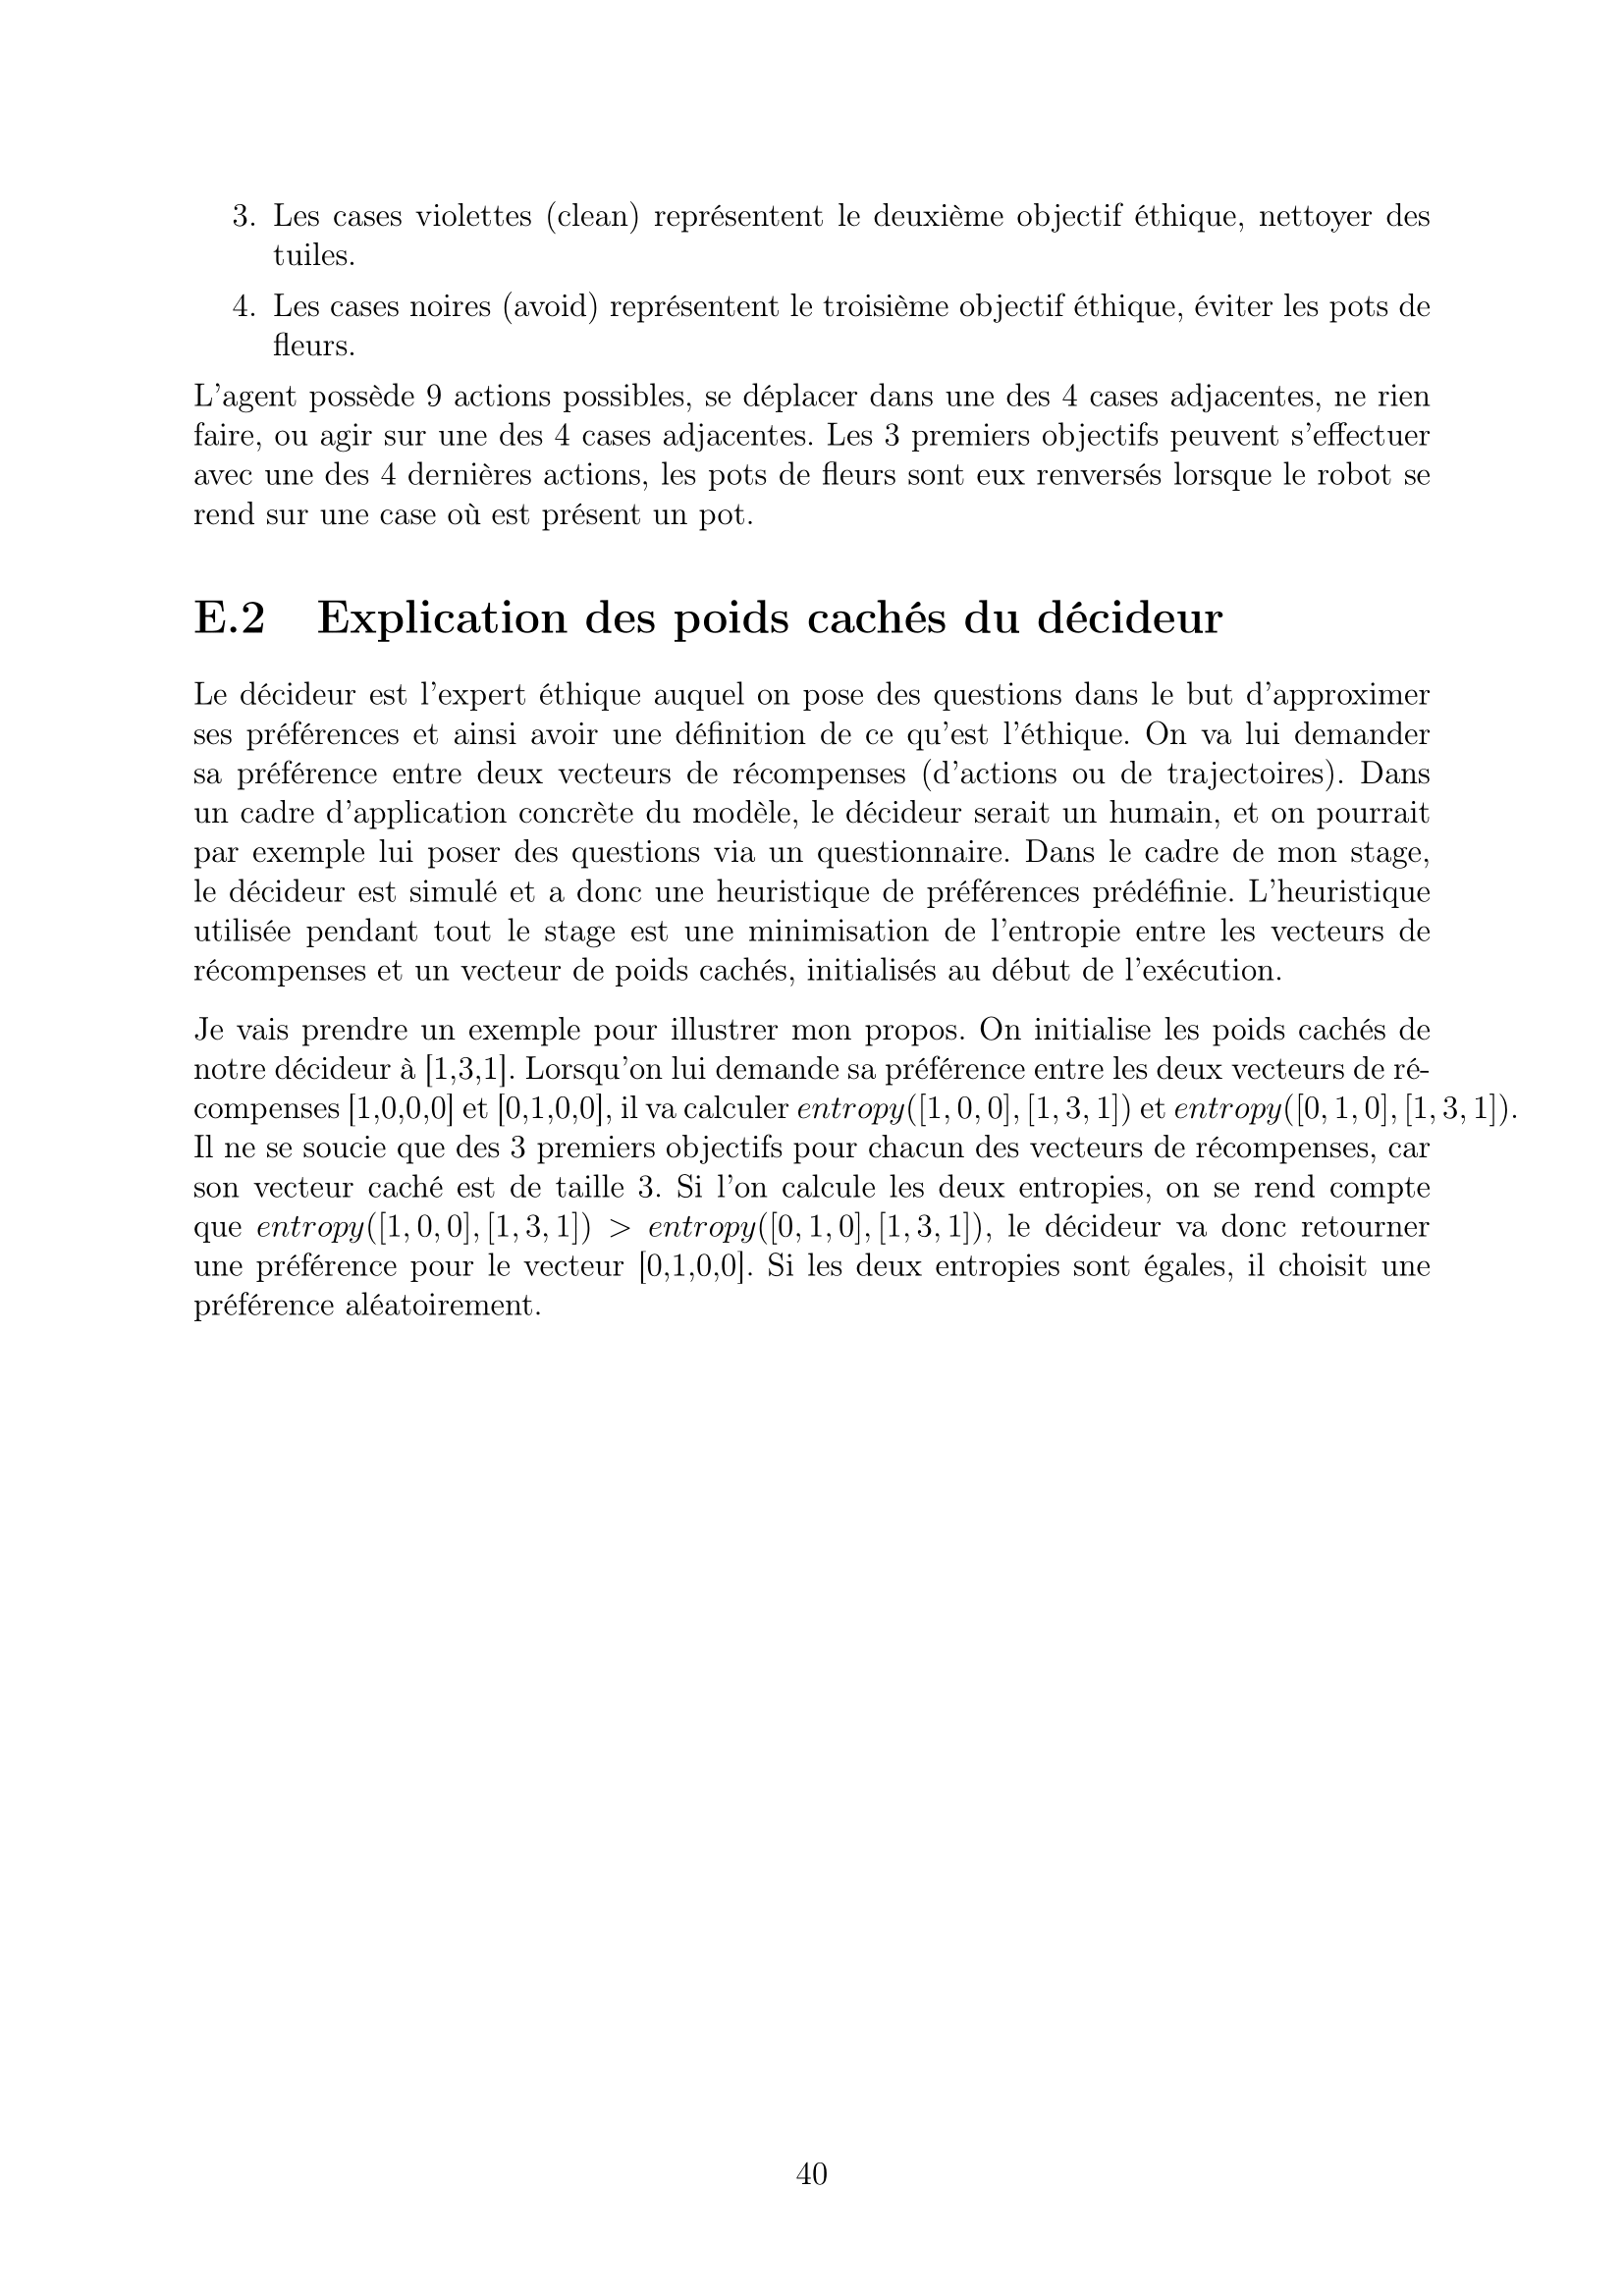 3. Les cases violettes (clean) représentent le deuxième objectif éthique, nettoyer des
tuiles.
4. Les cases noires (avoid) représentent le troisième objectif éthique, éviter les pots de
fleurs.
L'agent possède 9 actions possibles, se déplacer dans une des 4 cases adjacentes, ne rien
faire, ou agir sur une des 4 cases adjacentes. Les 3 premiers objectifs peuvent s'effectuer
avec une des 4 dernières actions, les pots de fleurs sont eux renversés lorsque le robot se
rend sur une case où est présent un pot.
E.2 Explication des poids cachés du décideur
Le décideur est l'expert éthique auquel on pose des questions dans le but d'approximer
ses préférences et ainsi avoir une définition de ce qu'est l'éthique. On va lui demander
sa préférence entre deux vecteurs de récompenses (d'actions ou de trajectoires). Dans
un cadre d'application concrète du modèle, le décideur serait un humain, et on pourrait
par exemple lui poser des questions via un questionnaire. Dans le cadre de mon stage,
le décideur est simulé et a donc une heuristique de préférences prédéfinie. L'heuristique
utilisée pendant tout le stage est une minimisation de l'entropie entre les vecteurs de
récompenses et un vecteur de poids cachés, initialisés au début de l'exécution.
Je vais prendre un exemple pour illustrer mon propos. On initialise les poids cachés de
notre décideur à [1,3,1]. Lorsqu'on lui demande sa préférence entre les deux vecteurs de ré-
compenses [1,0,0,0] et [0,1,0,0], il va calculer entropy([1, 0, 0], [1, 3, 1]) et entropy([0, 1, 0], [1, 3, 1]).
Il ne se soucie que des 3 premiers objectifs pour chacun des vecteurs de récompenses, car
son vecteur caché est de taille 3. Si l'on calcule les deux entropies, on se rend compte
que entropy([1, 0, 0], [1, 3, 1]) > entropy([0, 1, 0], [1, 3, 1]), le décideur va donc retourner
une préférence pour le vecteur [0,1,0,0]. Si les deux entropies sont égales, il choisit une
préférence aléatoirement.
40